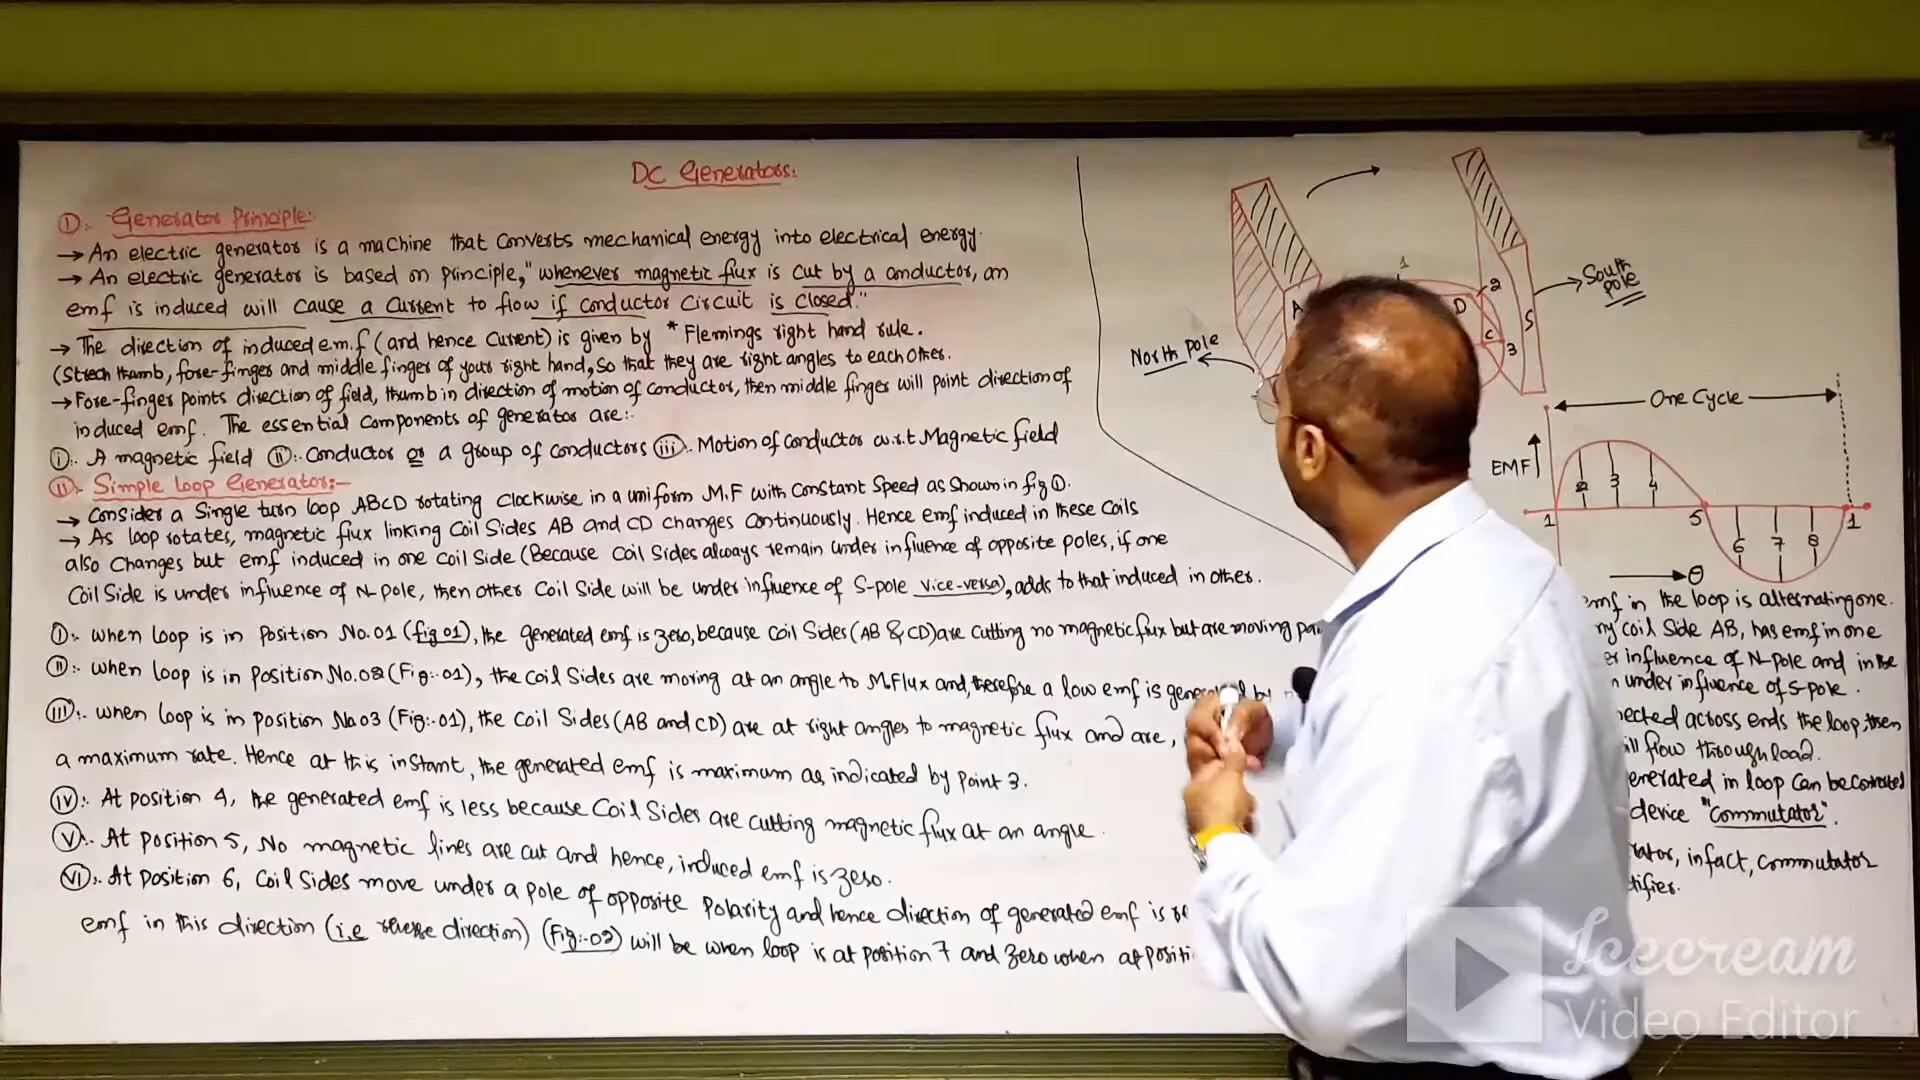 DC Generators:
I:- Generator Principle:-
→ An electric generator is a machine that converts mechanical energy into electrical energy.
→ An electric generator is based on principle, "whenever magnetic flux is cut by a conductor, an
emf is induced will cause a current to flow if conductor circuit is closed."
→ The direction of induced e.m.f (and hence current) is given by * Flemings right hand rule.
(Strech thamb, fore-finger and middle finger of your right hand, so that they are right angles to each other.
→ Fore-finger points direction of field, thumb in direction of motion of conductor, then middle finger will point direction of
induced emf. The essential components of generator are:-
i:- A magnetic field ii:- Conductor or a group of conductors iii:- Motion of conductor w.r.t Magnetic field
II:- Simple Loop Generator:-
→ Consider a Single turn loop ABCD rotating Clockwise in a uniform M.F with Constant Speed as Shown in fig 1.
→ As loop rotates, magnetic flux linking Coil Sides AB and CD changes Continuously. Hence emf induced in these Coils
also Changes but emf induced in one coil Side (Because Coil Sides always remain under influence of opposite poles, if one
Coil Side is under influence of N-pole, then other Coil Side will be under influence of S-pole vice-versa), adds to that induced in other.
I:- when loop is in Position No.01 (fig 01), the generated emf is zero, because coil Sides (AB & CD) are cutting no magnetic flux but are moving
II:- when loop is in Position No.02 (Fig:-01), the coil Sides are moving at an angle to M.Flux and, therefore a low emf is generated by
III:- when loop is in position No 03 (Fig:-01), the Coil Sides (AB and CD) are at right angles to magnetic flux and are,
a maximum rate. Hence at this instant, the generated emf is maximum as indicated by Point 3.
IV:- At position 4, the generated emf is less because Coil Sides are cutting magnetic flux at an angle.
V:- At position 5, No magnetic lines are cut and hence, induced emf is zero.
VI:- At Position 6, Coil Sides move under a pole of opposite Polarity and hence direction of generated emf is
emf in this direction (i.e reverse direction) (Fig:-02) will be when loop is at position 7 and zero when at
1
A
D
2
C
3
S
North pole
South pole
One Cycle
EMF
1 2 3 4 5 6 7 8 1
θ
emf in the loop is alternating one.
coil Side AB, has emf in one
influence of N-pole and in the
under influence of S-pole.
across ends the loop, then
flow through load.
in loop can be
device "Commutator".
infact, commutator
Icecream
Video Editor